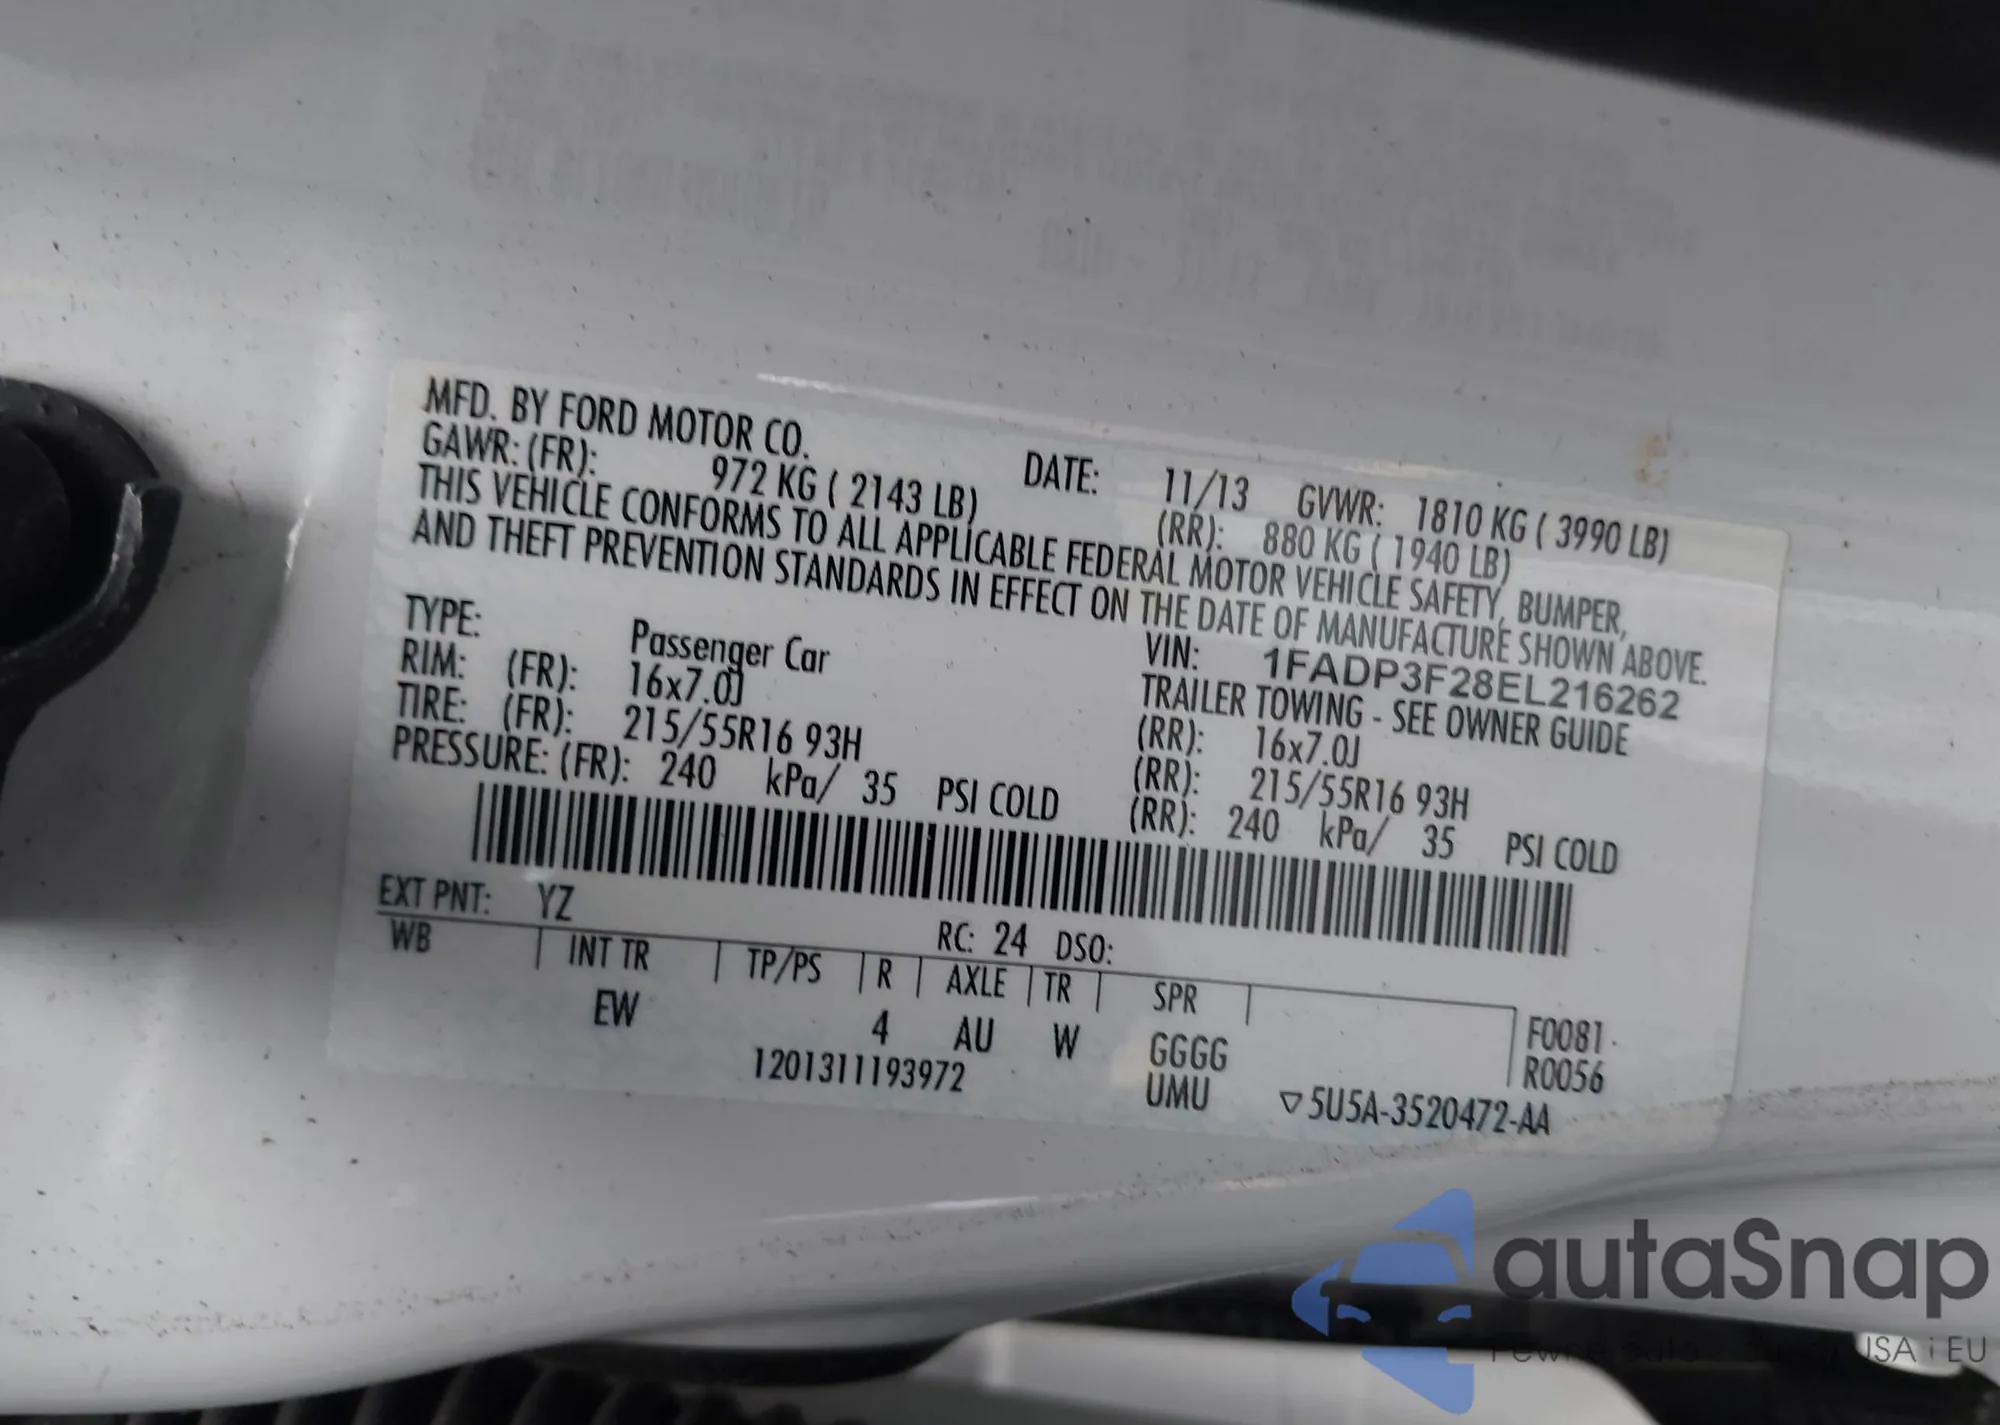 MFD. BY FORD MOTOR CO.
DATE: 11/13 GVWR: 1810 KG ( 3990 LB)
GAWR: (FR): 972 KG ( 2143 LB) (RR): 880 KG ( 1940 LB)
THIS VEHICLE CONFORMS TO ALL APPLICABLE FEDERAL MOTOR VEHICLE SAFETY, BUMPER,
AND THEFT PREVENTION STANDARDS IN EFFECT ON THE DATE OF MANUFACTURE SHOWN ABOVE.
VIN: 1FADP3F28EL216262
TYPE: Passenger Car TRAILER TOWING - SEE OWNER GUIDE
RIM: (FR): 16x7.0J (RR): 16x7.0J
TIRE: (FR): 215/55R16 93H (RR): 215/55R16 93H
PRESSURE: (FR): 240 kPa/ 35 PSI COLD (RR): 240 kPa/ 35 PSI COLD
EXT PNT: YZ RC: 24 DSO:
WB INT TR TP/PS R AXLE TR SPR
EW 4 AU W GGGG F0081
1201311193972 UMU R0056
▽5U5A-3520472-AA
autaSnap
USA i EU